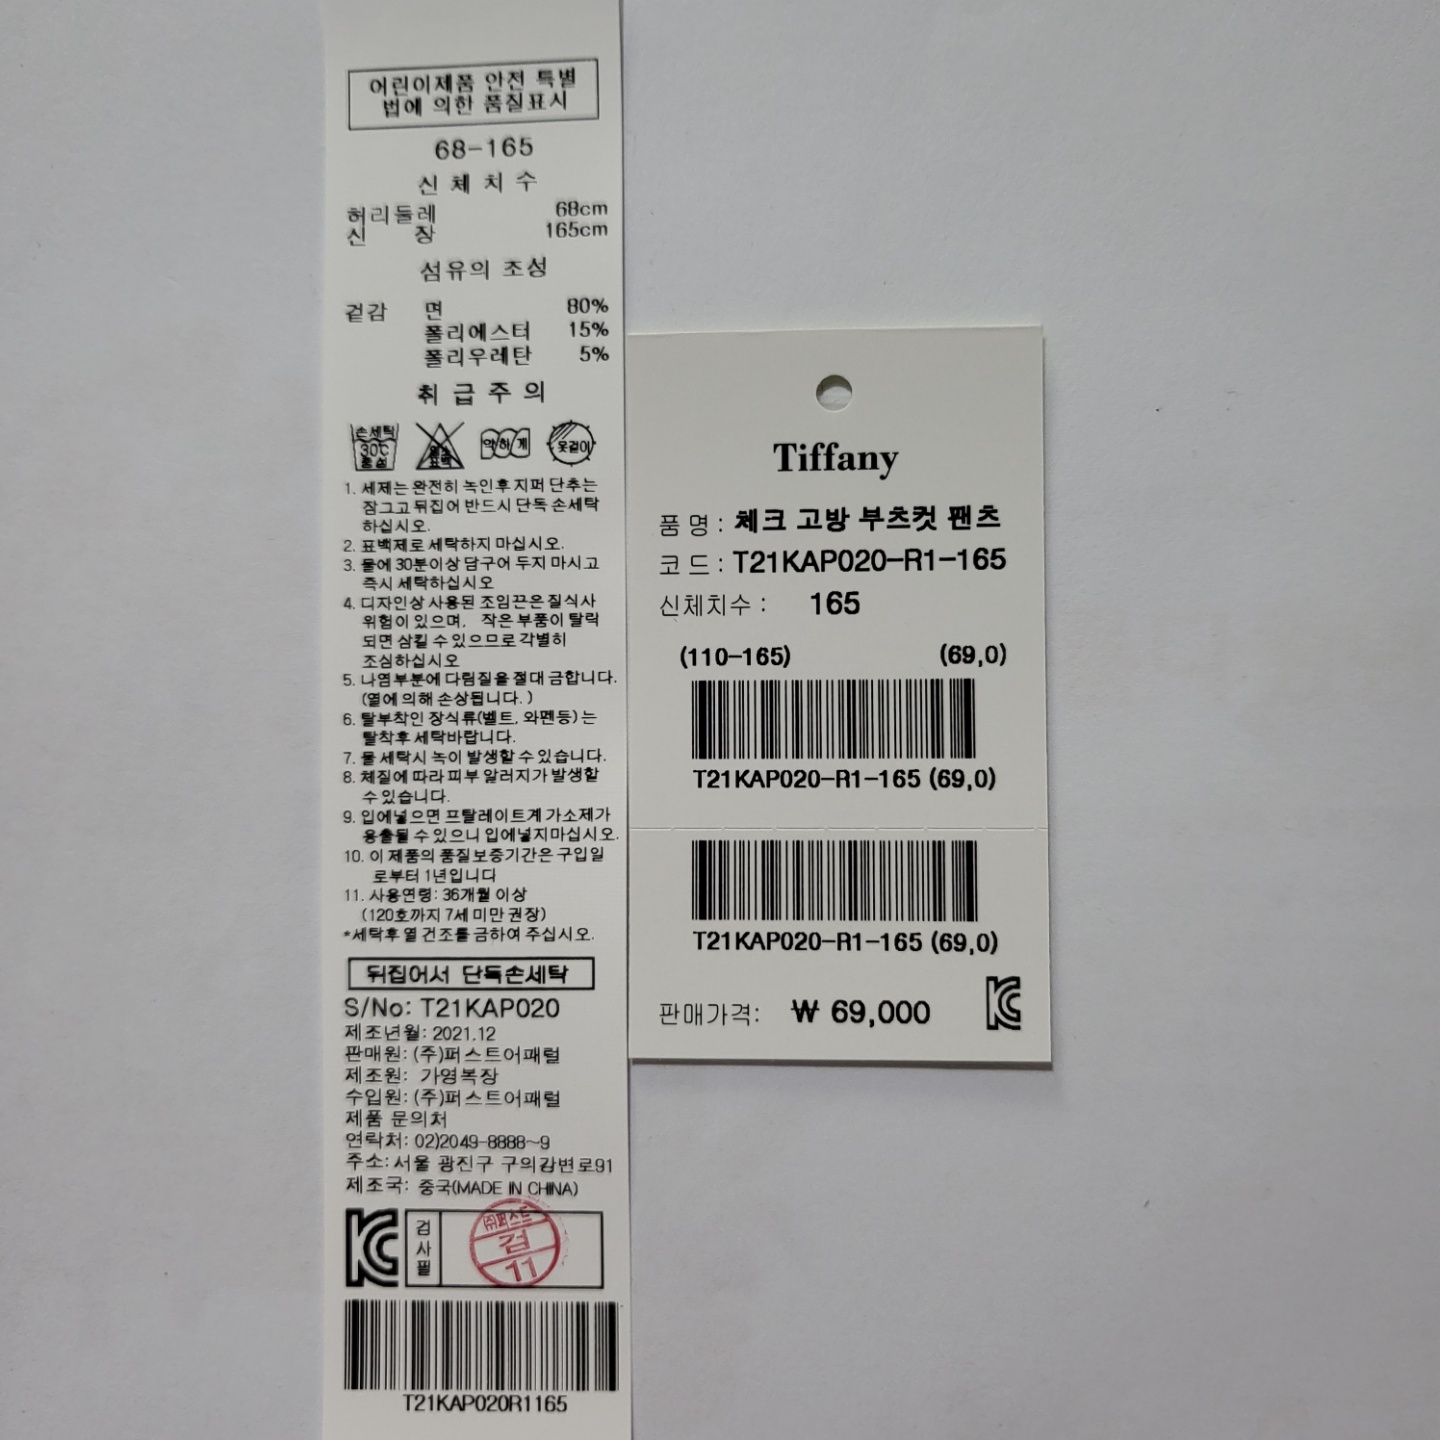 어린이제품 안전 특별
법에 의한 품질표시
68-165
신 체 치 수
허리둘레 68cm
신 장 165cm
섬유의 조성
겉감 면 80%
폴리에스터 15%
폴리우레탄 5%
취 급 주 의
손세탁
30℃
중성
염소
표백
약하게
옷걸이
1. 세제는 완전히 녹인후 지퍼 단추는
잠그고 뒤집어 반드시 단독 손세탁
하십시오.
2. 표백제로 세탁하지 마십시오.
3. 물에 30분이상 담구어 두지 마시고
즉시 세탁하십시오
4. 디자인상 사용된 조임끈은 질식사
위험이 있으며, 작은 부품이 탈락
되면 삼킬 수 있으므로 각별히
조심하십시오
5. 나염부분에 다림질을 절대 금합니다.
(열에 의해 손상됩니다. )
6. 탈부착인 장식류(벨트, 와펜등) 는
탈착후 세탁바랍니다.
7. 물 세탁시 녹이 발생할 수 있습니다.
8. 체질에 따라 피부 알러지가 발생할
수 있습니다.
9. 입에넣으면 프탈레이트계 가소제가
용출될 수 있으니 입에넣지마십시오.
10. 이 제품의 품질보증기간은 구입일
로부터 1년입니다
11. 사용연령: 36개월 이상
(120호까지 7세 미만 권장)
*세탁후 열 건조를 금하여 주십시오.
뒤집어서 단독손세탁
S/No: T21KAP020
제조년월: 2021.12
판매원: (주)퍼스트어패럴
제조원: 가영복장
수입원: (주)퍼스트어패럴
제품 문의처
연락처: 02)2049-8888~9
주소: 서울 광진구 구의강변로91
제조국: 중국(MADE IN CHINA)
KC
검사필
㈜퍼스트
검
11
T21KAP020R1165
Tiffany
품 명 : 체크 고방 부츠컷 팬츠
코 드 : T21KAP020-R1-165
신체치수 : 165
(110-165) (69,0)
T21KAP020-R1-165 (69,0)
T21KAP020-R1-165 (69,0)
판매가격: ₩ 69,000
KC